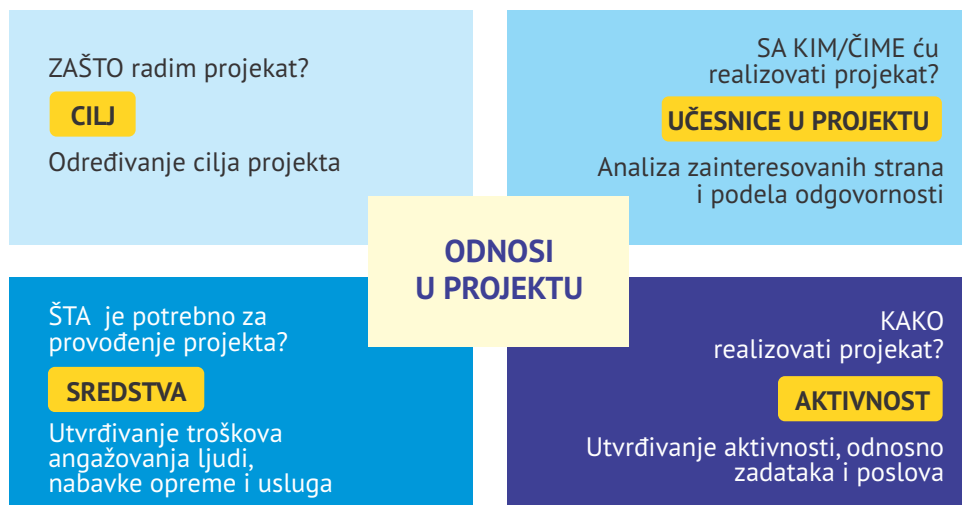 ZAŠTO radim projekat?
CILJ
Određivanje cilja projekta
SA KIM/ČIME ću
realizovati projekat?
UČESNICE U PROJEKTU
Analiza zainteresovanih strana
i podela odgovornosti
ODNOSI
U PROJEKTU
ŠTA je potrebno za
provođenje projekta?
SREDSTVA
Utvrđivanje troškova
angažovanja ljudi,
nabavke opreme i usluga
KAKO
realizovati projekat?
AKTIVNOST
Utvrđivanje aktivnosti, odnosno
zadataka i poslova